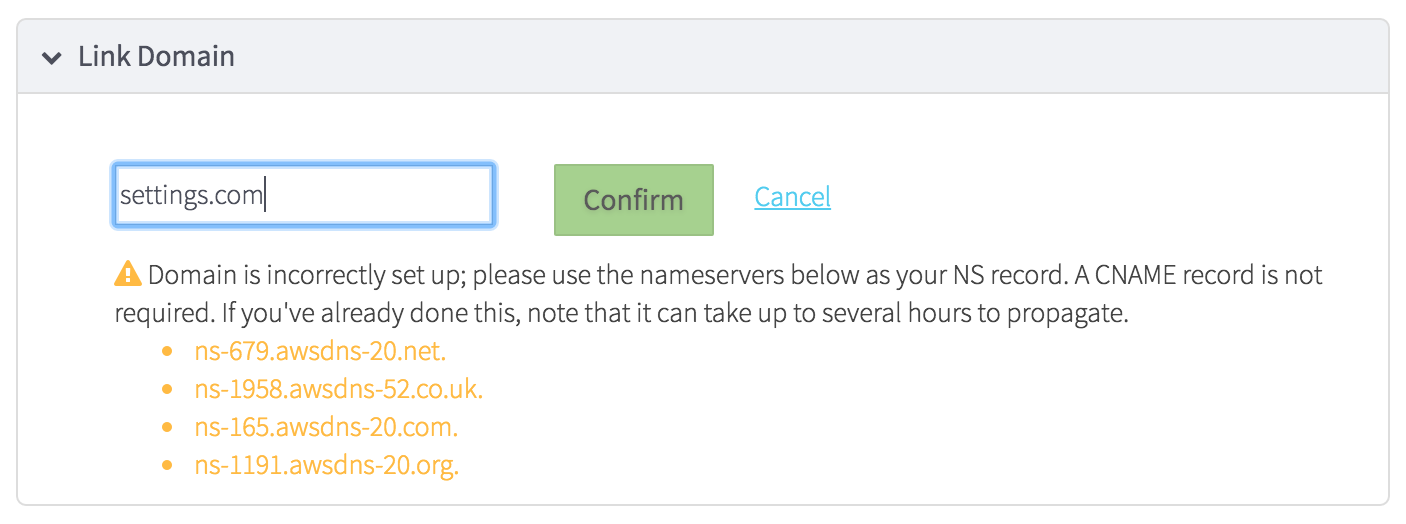 Link Domain
settings.com
Confirm
Cancel
Domain is incorrectly set up; please use the nameservers below as your NS record. A CNAME record is not
required. If you've already done this, note that it can take up to several hours to propagate.
ns-679.awsdns-20.net.
ns-1958.awsdns-52.co.uk.
ns-165.awsdns-20.com.
ns-1191.awsdns-20.org.